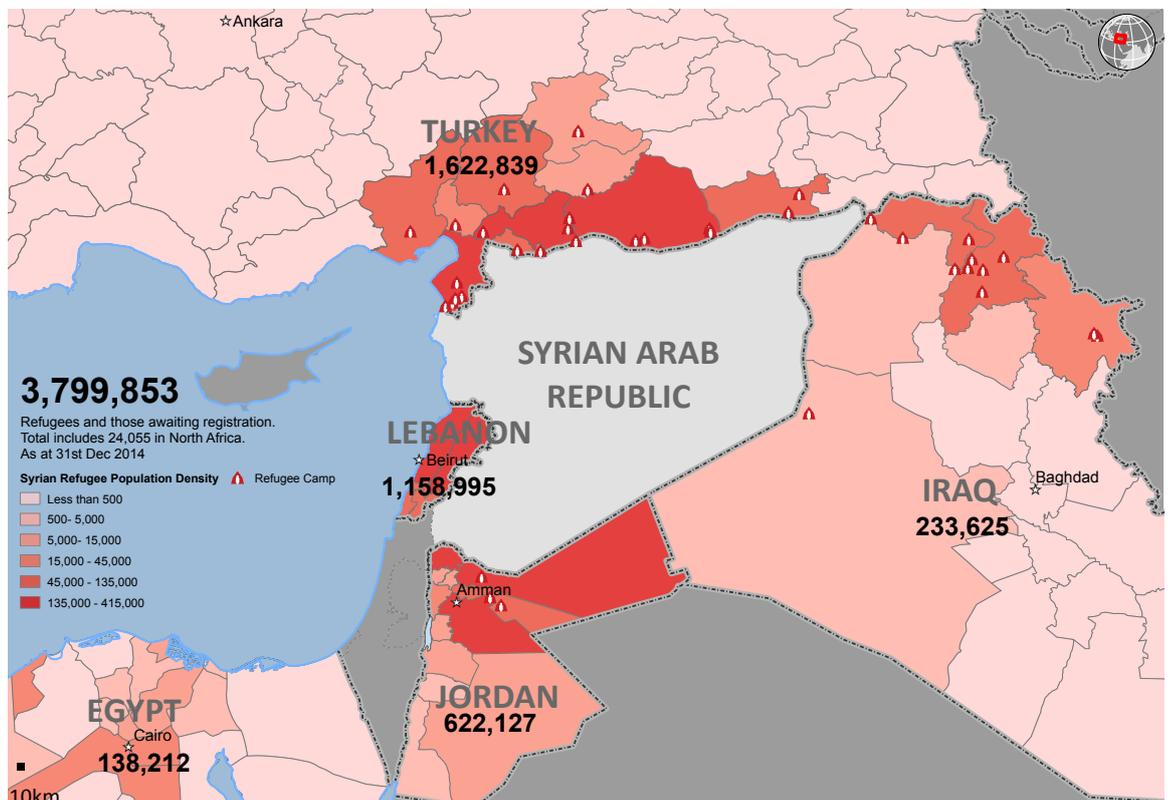 Ankara
TURKEY
1,622,839
SYRIAN ARAB
REPUBLIC
3,799,853
Refugees and those awaiting registration.
Total includes 24,055 in North Africa.
As at 31st Dec 2014
Syrian Refugee Population Density
Refugee Camp
Less than 500
500- 5,000
5,000- 15,000
15,000 - 45,000
45,000 - 135,000
135,000 - 415,000
LEBANON
Beirut
1,158,995
IRAQ
Baghdad
233,625
Amman
JORDAN
622,127
EGYPT
Cairo
138,212
10km